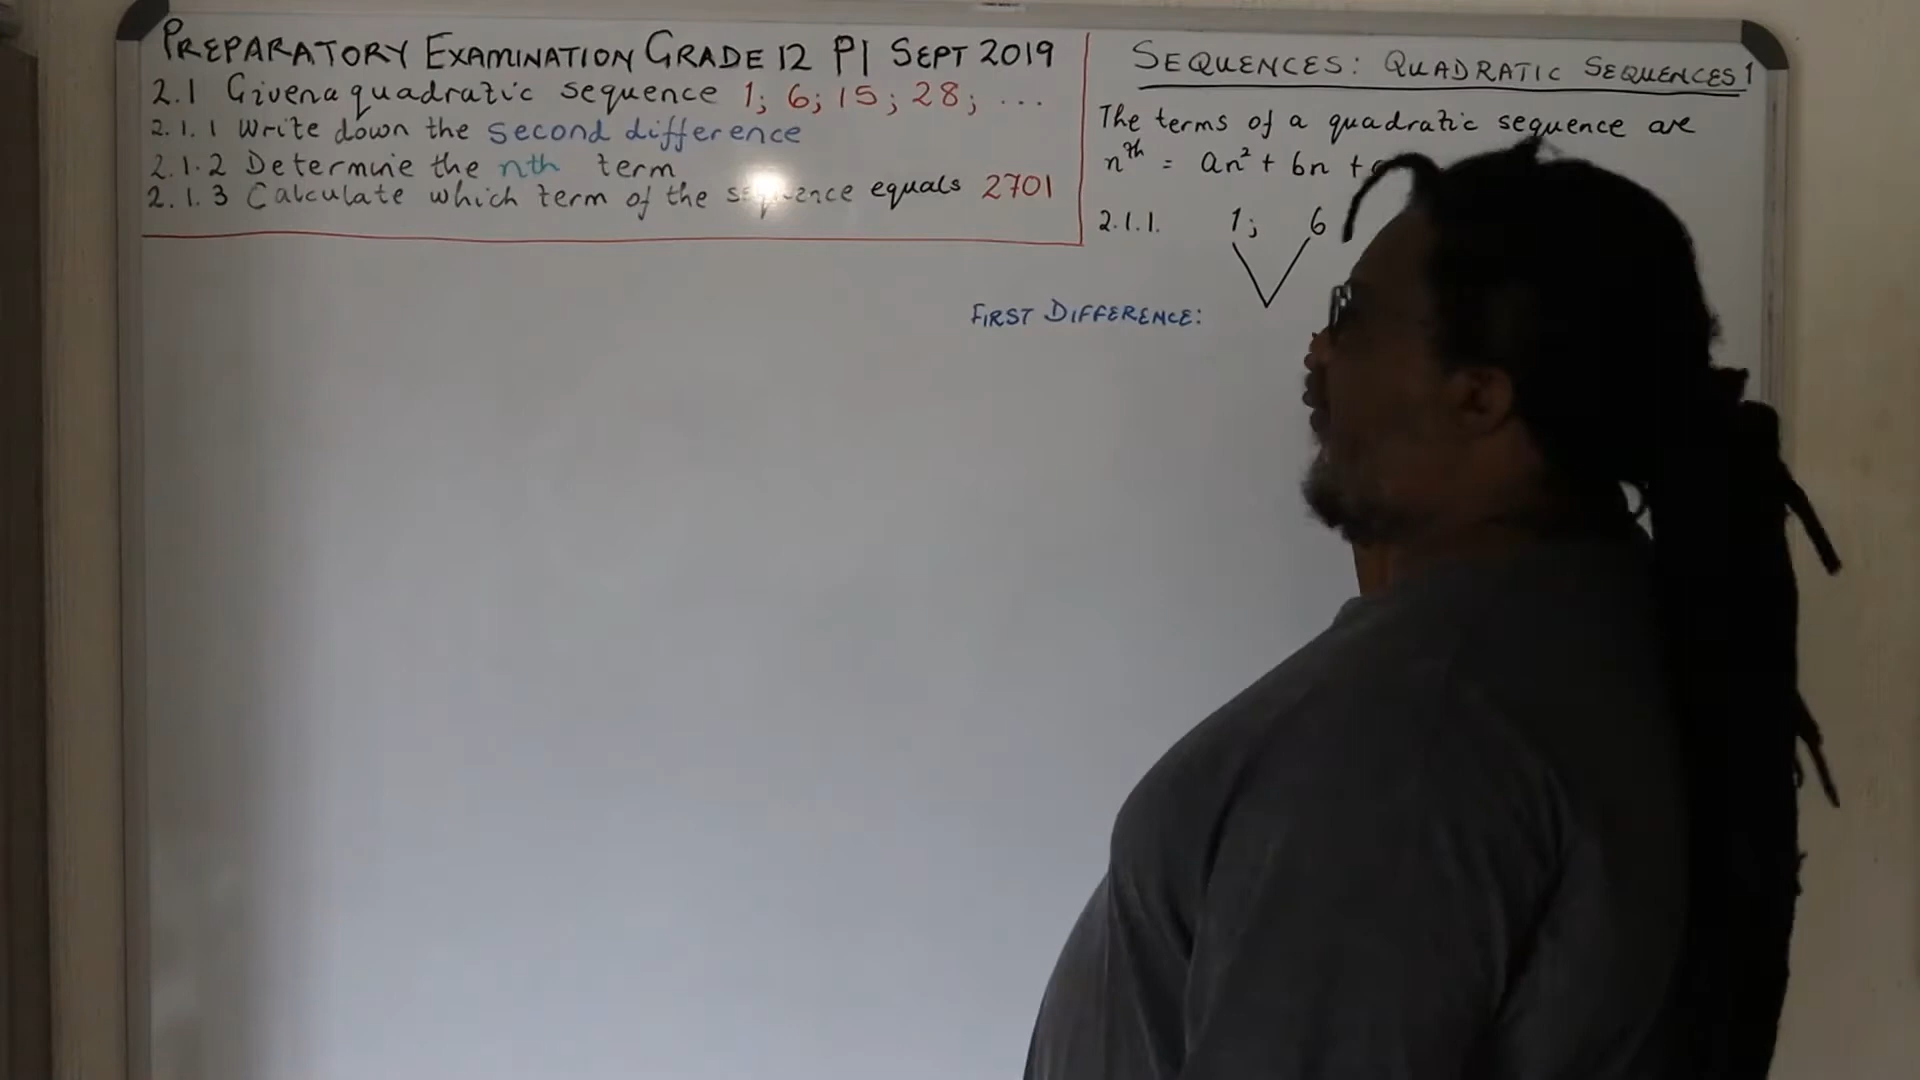 PREPARATORY EXAMINATION GRADE 12 P1 SEPT 2019
2.1 Given a quadratic sequence 1; 6; 15; 28; ...
2.1.1 Write down the second difference
2.1.2 Determine the nth term
2.1.3 Calculate which term of the sequence equals 2701
SEQUENCES: QUADRATIC SEQUENCES 1
The terms of a quadratic sequence are
nth = an² + bn +
2.1.1. 1; 6
FIRST DIFFERENCE: